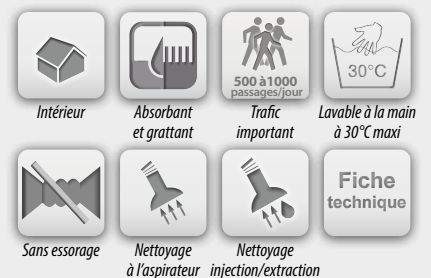 500 à 1000
passages/jour
30°C
Intérieur
Absorbant
et grattant
Trafic
important
Lavable à la main
à 30°C maxi
Fiche
technique
Sans essorage
Nettoyage
à l'aspirateur
Nettoyage
injection/extraction